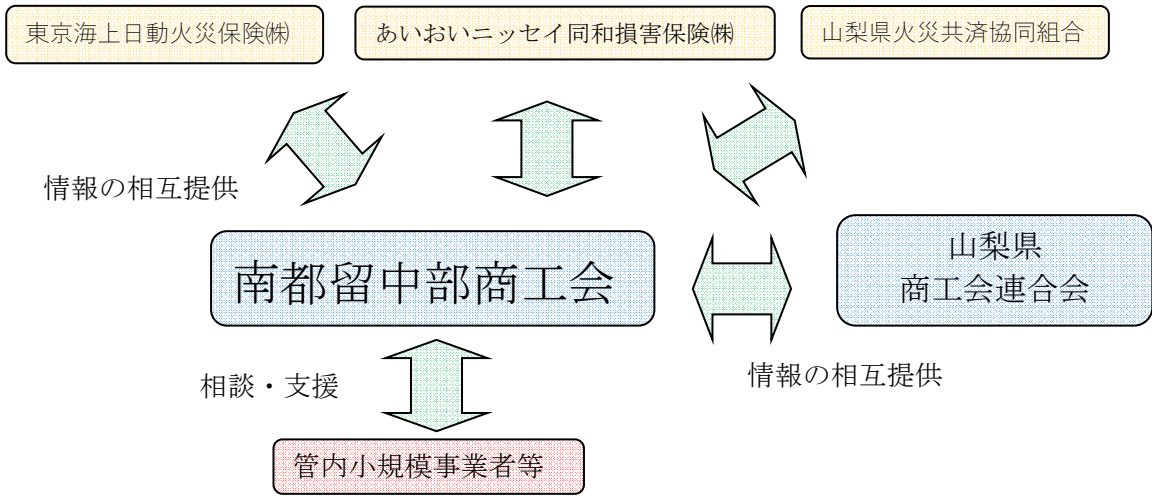 東京海上日動火災保険㈱
あいおいニッセイ同和損害保険㈱
山梨県火災共済協同組合
情報の相互提供
南都留中部商工会
山梨県
商工会連合会
相談・支援
情報の相互提供
管内小規模事業者等